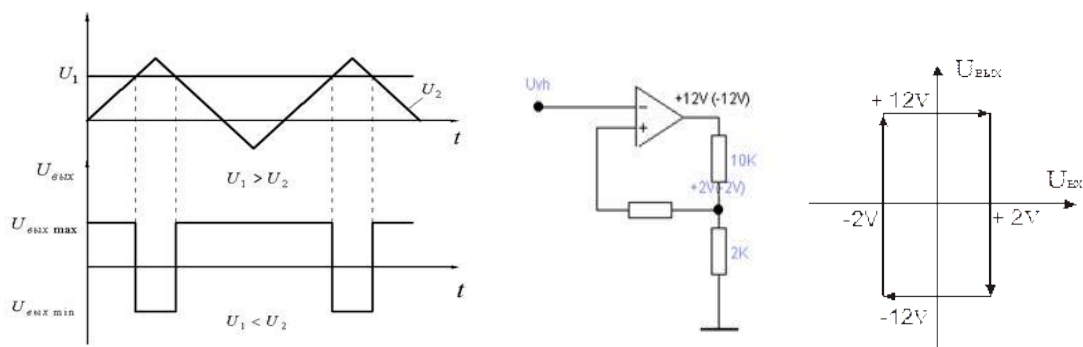 U₁
U₂
t
Uвых
U₁ > U₂
Uвых max
t
Uвых min
U₁ < U₂
Uvh
+12V (-12V)
−
+
10K
+2V(-2V)
2K
Uвых
+ 12V
Uвх
-2V
+ 2V
-12V